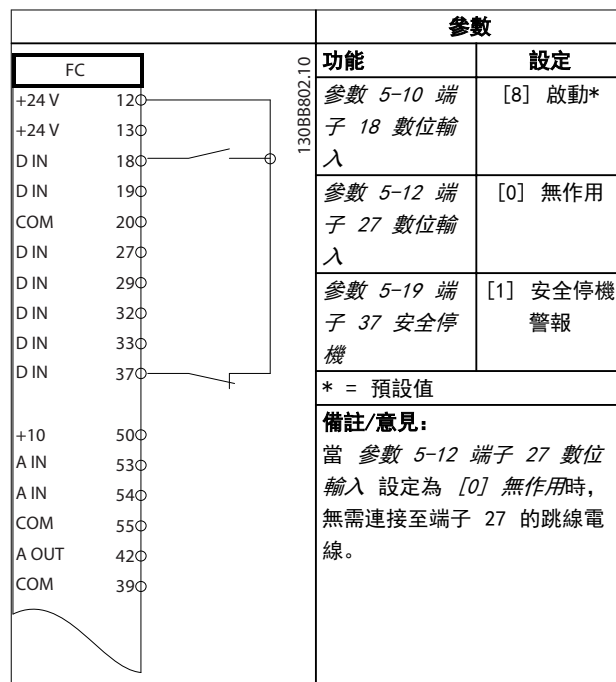 FC
+24 V 12
+24 V 13
D IN 18
D IN 19
COM 20
D IN 27
D IN 29
D IN 32
D IN 33
D IN 37
+10 50
A IN 53
A IN 54
COM 55
A OUT 42
COM 39
130BB802.10
參數
功能 設定
參數 5-10 端 [8] 啟動*
子 18 數位輸
入
參數 5-12 端 [0] 無作用
子 27 數位輸
入
參數 5-19 端 [1] 安全停機
子 37 安全停 警報
機
* = 預設值
備註/意見:
當 參數 5-12 端子 27 數位
輸入 設定為 [0] 無作用時,
無需連接至端子 27 的跳線電
線。